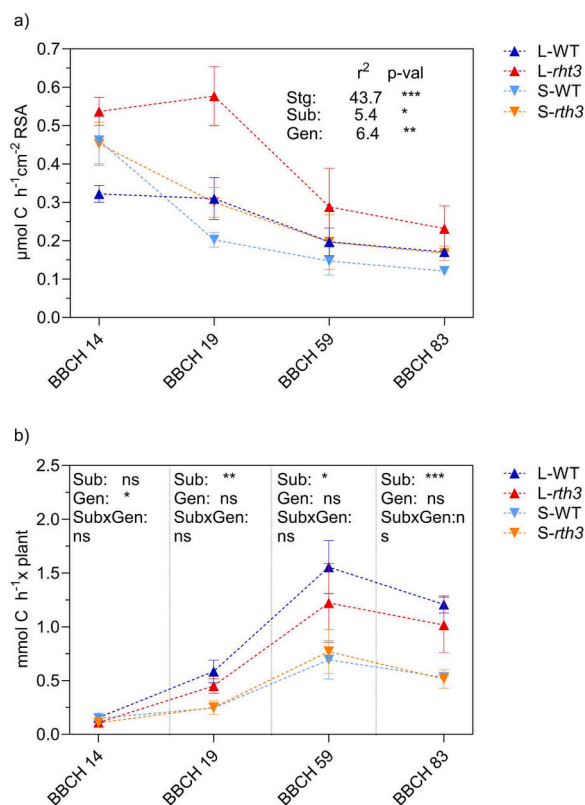 a)
0.7
0.6
0.5
0.4
0.3
0.2
0.1
0.0
µmol C h⁻¹cm⁻² RSA
r² p-val
Stg: 43.7 ***
Sub: 5.4 *
Gen: 6.4 **
L-WT
L-rht3
S-WT
S-rth3
BBCH 14
BBCH 19
BBCH 59
BBCH 83
b)
2.5
2.0
1.5
1.0
0.5
0.0
mmol C h⁻¹x plant
Sub: ns
Gen: *
SubxGen:
ns
Sub: **
Gen: ns
SubxGen:
ns
Sub: *
Gen: ns
SubxGen:
ns
Sub: ***
Gen: ns
SubxGen:n
s
L-WT
L-rth3
S-WT
S-rth3
BBCH 14
BBCH 19
BBCH 59
BBCH 83